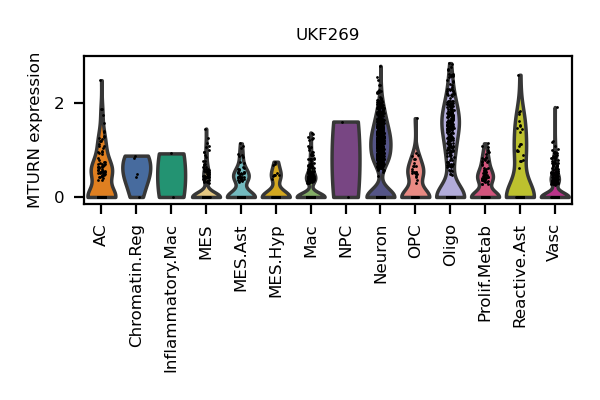 UKF269
MTURN expression
2
0
AC
Chromatin.Reg
Inflammatory.Mac
MES
MES.Ast
MES.Hyp
Mac
NPC
Neuron
OPC
Oligo
Prolif.Metab
Reactive.Ast
Vasc